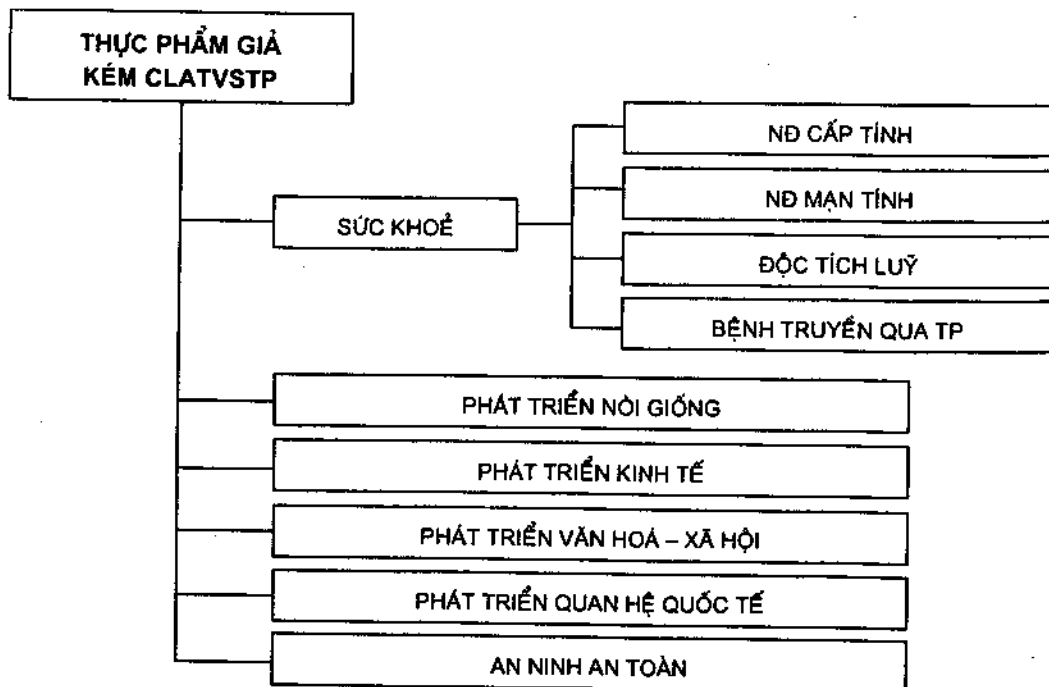 THỰC PHẨM GIẢ
KÉM CLATVSTP
NĐ CẤP TÍNH
NĐ MẠN TÍNH
SỨC KHOẺ
ĐỘC TÍCH LUỸ
BỆNH TRUYỀN QUA TP
PHÁT TRIỂN NÒI GIỐNG
PHÁT TRIỂN KINH TẾ
PHÁT TRIỂN VĂN HOÁ – XÃ HỘI
PHÁT TRIỂN QUAN HỆ QUỐC TẾ
AN NINH AN TOÀN